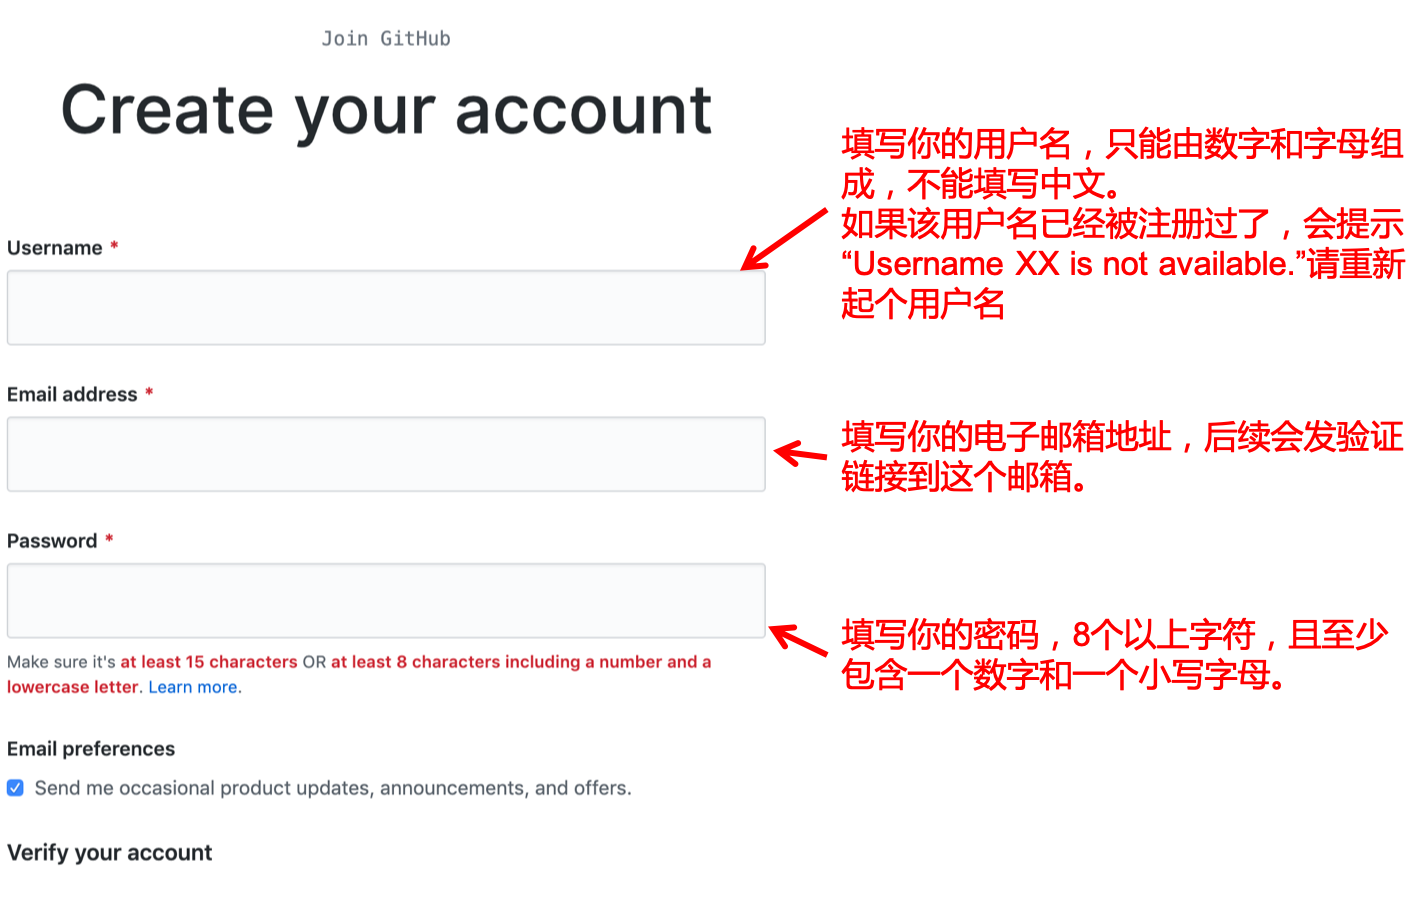 Join GitHub
Create your account
填写你的用户名，只能由数字和字母组
成，不能填写中文。
如果该用户名已经被注册过了，会提示
“Username XX is not available.”请重新
起个用户名
Username *
Email address *
填写你的电子邮箱地址，后续会发验证
链接到这个邮箱。
Password *
填写你的密码，8个以上字符，且至少
包含一个数字和一个小写字母。
Make sure it's at least 15 characters OR at least 8 characters including a number and a
lowercase letter. Learn more.
Email preferences
Send me occasional product updates, announcements, and offers.
Verify your account